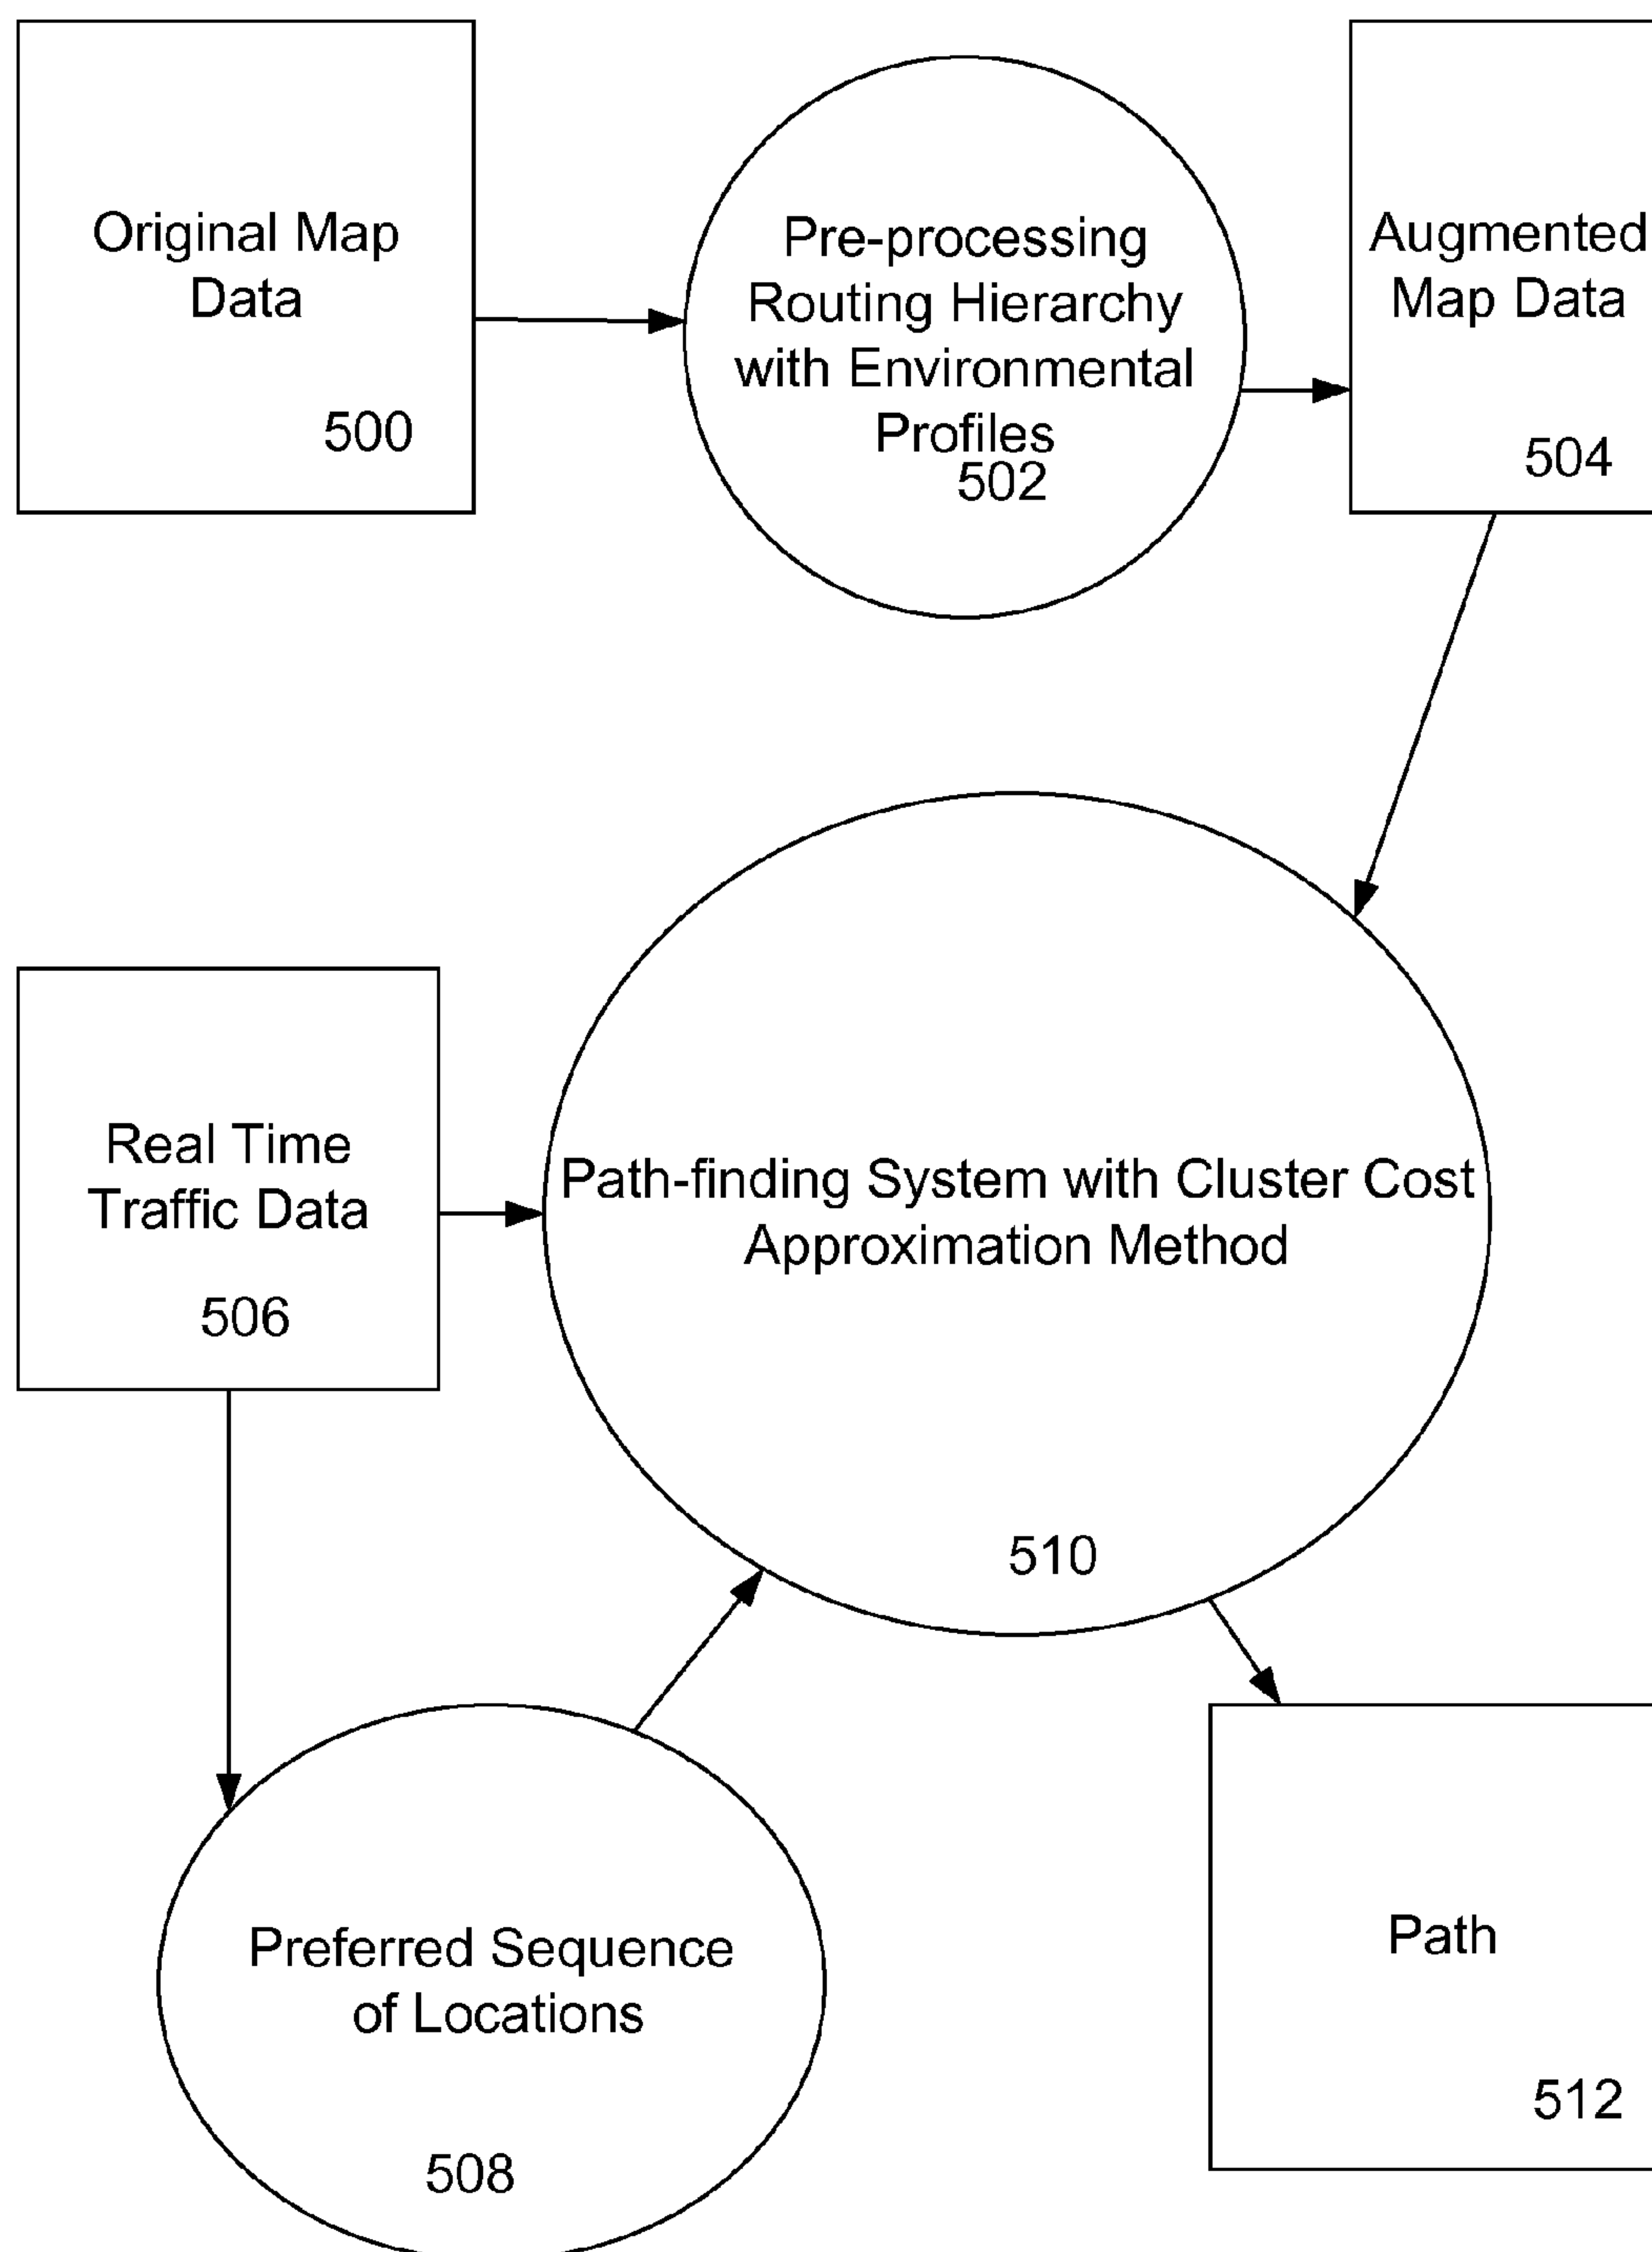 Original Map
Data
500
Pre-processing
Routing Hierarchy
with Environmental
Profiles
502
Augmented
Map Data
504
Real Time
Traffic Data
506
Path-finding System with Cluster Cost
Approximation Method
510
Preferred Sequence
of Locations
508
Path
512